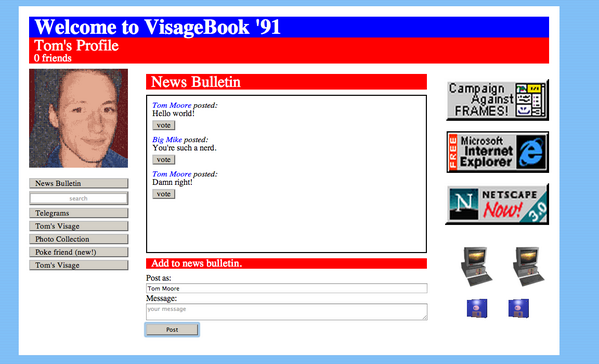 Welcome to VisageBook '91
Tom's Profile
0 friends
News Bulletin
search
Telegrams
Tom's Visage
Photo Collection
Poke friend (new!)
Tom's Visage
News Bulletin
Tom Moore posted:
Hello world!
vote
Big Mike posted:
You're such a nerd.
vote
Tom Moore posted:
Damn right!
vote
Add to news bulletin.
Post as:
Tom Moore
Message:
your message
Post
Campaign
Against
FRAMES!
FREE
Microsoft
Internet
Explorer
N
NETSCAPE
Now!
3.0